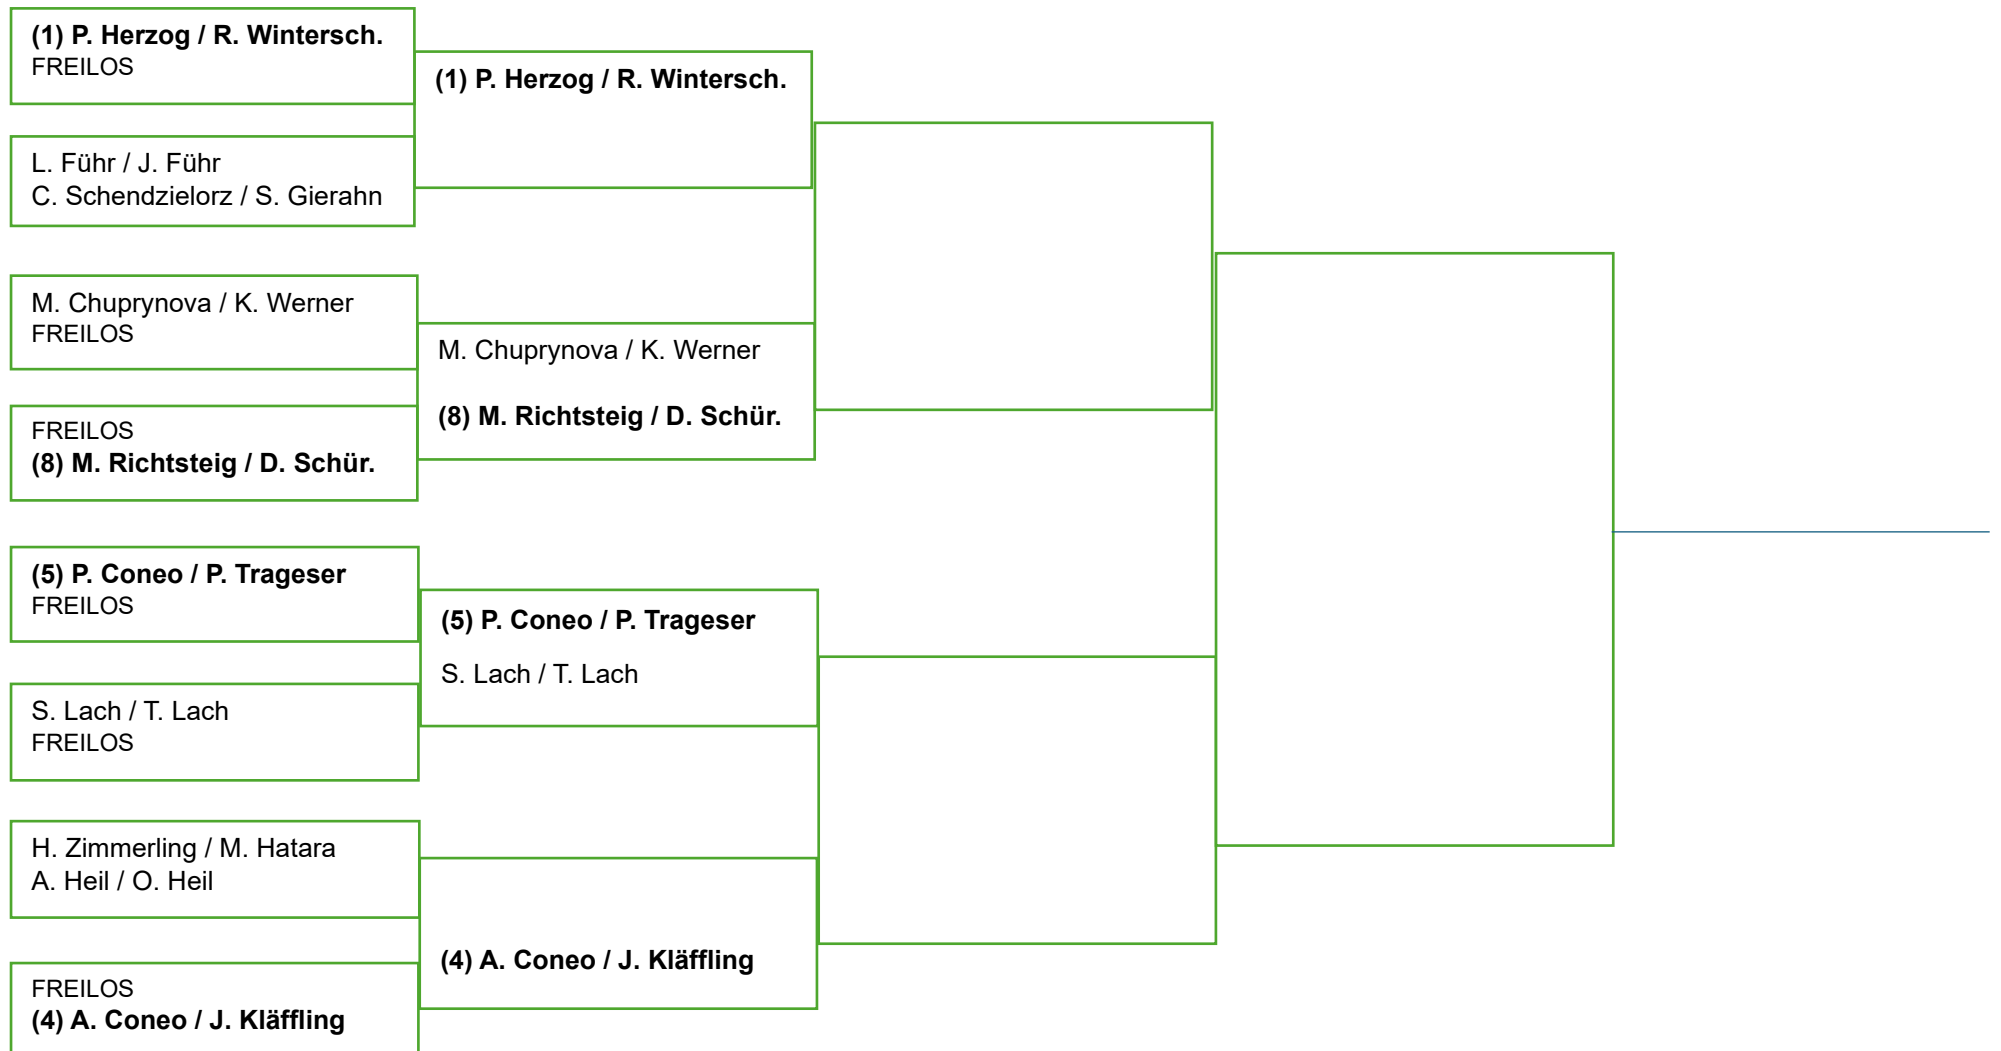 (1) P. Herzog / R. Wintersch.
FREILOS
L. Führ / J. Führ
C. Schendzielorz / S. Gierahn
M. Chuprynova / K. Werner
FREILOS
FREILOS
(8) M. Richtsteig / D. Schür.
(5) P. Coneo / P. Trageser
FREILOS
S. Lach / T. Lach
FREILOS
H. Zimmerling / M. Hatara
A. Heil / O. Heil
FREILOS
(4) A. Coneo / J. Kläffling
(1) P. Herzog / R. Wintersch.
M. Chuprynova / K. Werner
(8) M. Richtsteig / D. Schür.
(5) P. Coneo / P. Trageser
S. Lach / T. Lach
(4) A. Coneo / J. Kläffling